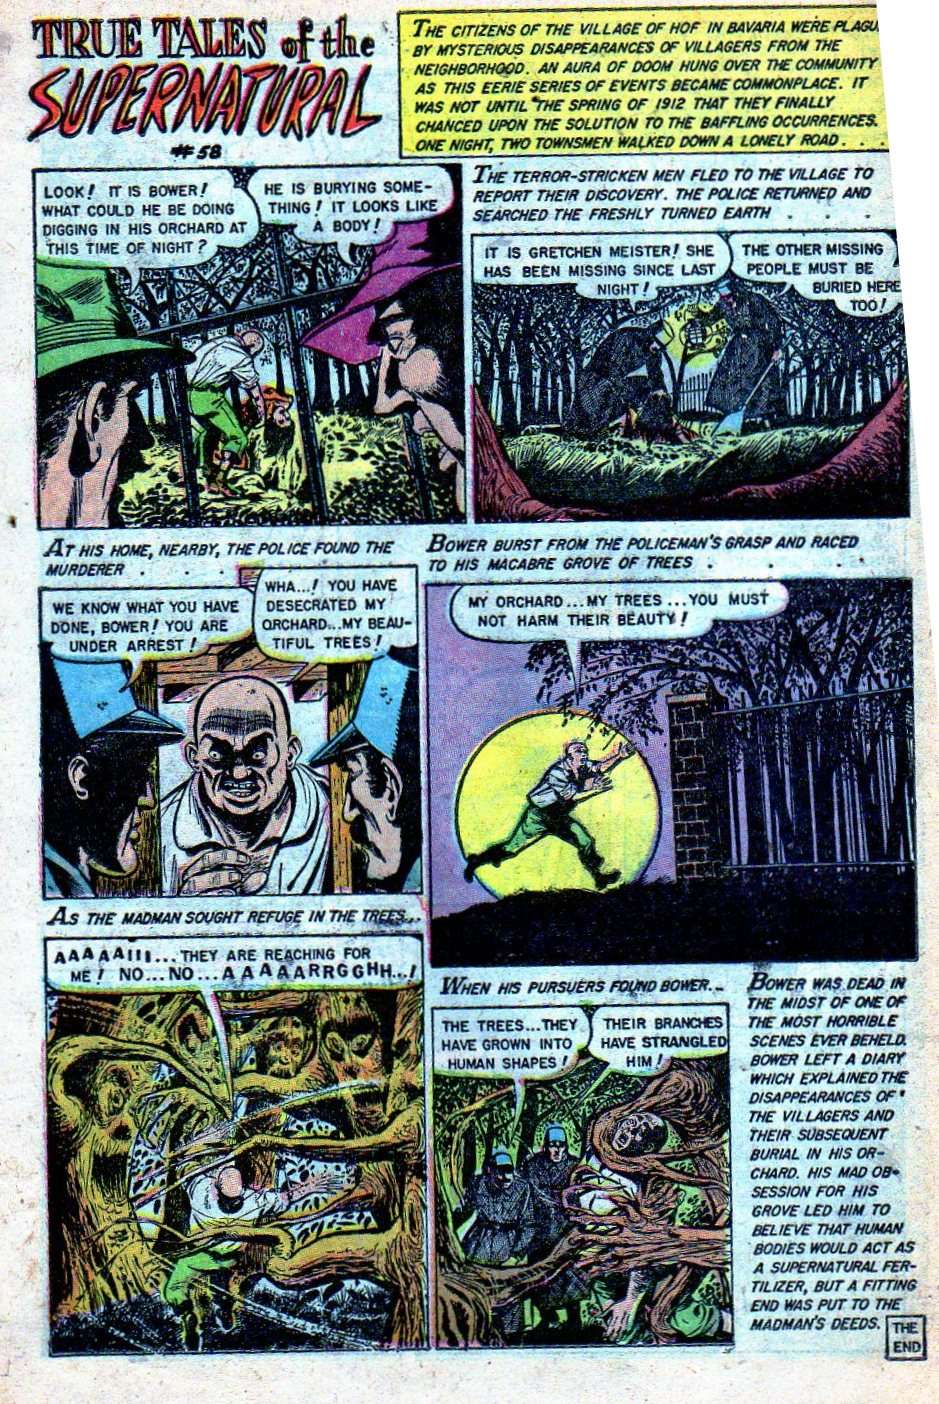 TRUE TALES of the
SUPERNATURAL
#58
THE CITIZENS OF THE VILLAGE OF HOF IN BAVARIA WERE PLAGU
BY MYSTERIOUS DISAPPEARANCES OF VILLAGERS FROM THE
NEIGHBORHOOD. AN AURA OF DOOM HUNG OVER THE COMMUNITY
AS THIS EERIE SERIES OF EVENTS BECAME COMMONPLACE. IT
WAS NOT UNTIL THE SPRING OF 1912 THAT THEY FINALLY
CHANCED UPON THE SOLUTION TO THE BAFFLING OCCURRENCES.
ONE NIGHT, TWO TOWNSMEN WALKED DOWN A LONELY ROAD. . .
LOOK! IT IS BOWER!
WHAT COULD HE BE DOING
DIGGING IN HIS ORCHARD AT
THIS TIME OF NIGHT?
HE IS BURYING SOME-
THING! IT LOOKS LIKE
A BODY!
THE TERROR-STRICKEN MEN FLED TO THE VILLAGE TO
REPORT THEIR DISCOVERY. THE POLICE RETURNED AND
SEARCHED THE FRESHLY TURNED EARTH . . . .
IT IS GRETCHEN MEISTER! SHE
HAS BEEN MISSING SINCE LAST
NIGHT!
THE OTHER MISSING
PEOPLE MUST BE
BURIED HERE
TOO!
AT HIS HOME, NEARBY, THE POLICE FOUND THE
MURDERER . . . .
WE KNOW WHAT YOU HAVE
DONE, BOWER! YOU ARE
UNDER ARREST!
WHA...! YOU HAVE
DESECRATED MY
ORCHARD...MY BEAU-
TIFUL TREES!
BOWER BURST FROM THE POLICEMAN'S GRASP AND RACED
TO HIS MACABRE GROVE OF TREES . . . .
MY ORCHARD...MY TREES...YOU MUST
NOT HARM THEIR BEAUTY!
AS THE MADMAN SOUGHT REFUGE IN THE TREES...
AAAAAIII...THEY ARE REACHING FOR
ME! NO...NO...AAAAARRGGHH...!
WHEN HIS PURSUERS FOUND BOWER...
THE TREES...THEY
HAVE GROWN INTO
HUMAN SHAPES!
THEIR BRANCHES
HAVE STRANGLED
HIM!
BOWER WAS DEAD IN
THE MIDST OF ONE OF
THE MOST HORRIBLE
SCENES EVER BEHELD.
BOWER LEFT A DIARY
WHICH EXPLAINED THE
DISAPPEARANCES OF
THE VILLAGERS AND
THEIR SUBSEQUENT
BURIAL IN HIS OR-
CHARD. HIS MAD OB-
SESSION FOR HIS
GROVE LED HIM TO
BELIEVE THAT HUMAN
BODIES WOULD ACT AS
A SUPERNATURAL FER-
TILIZER, BUT A FITTING
END WAS PUT TO THE
MADMAN'S DEEDS.
THE
END